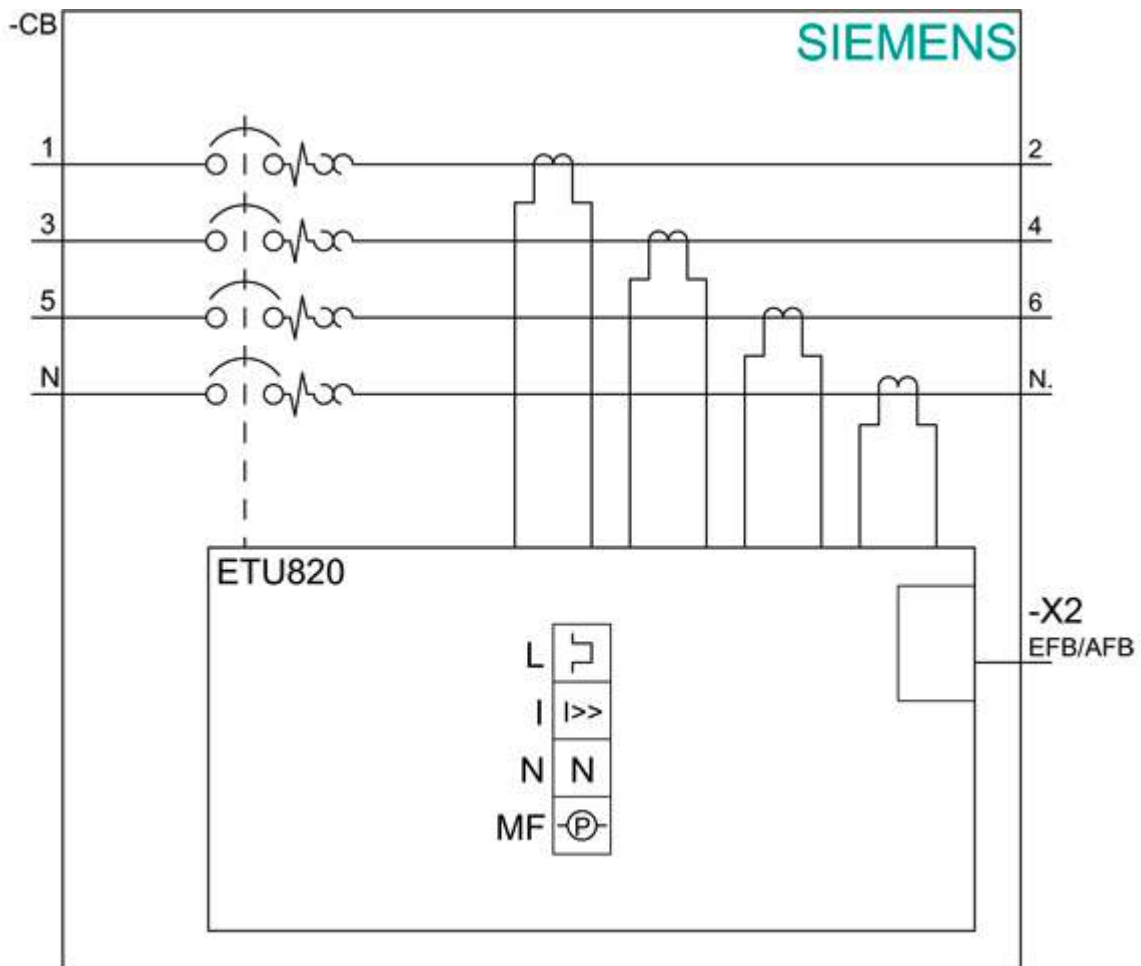 -CB
SIEMENS
1 2
3 4
5 6
N N.
ETU820
-X2
EFB/AFB
L
I I>>
N N
MF P